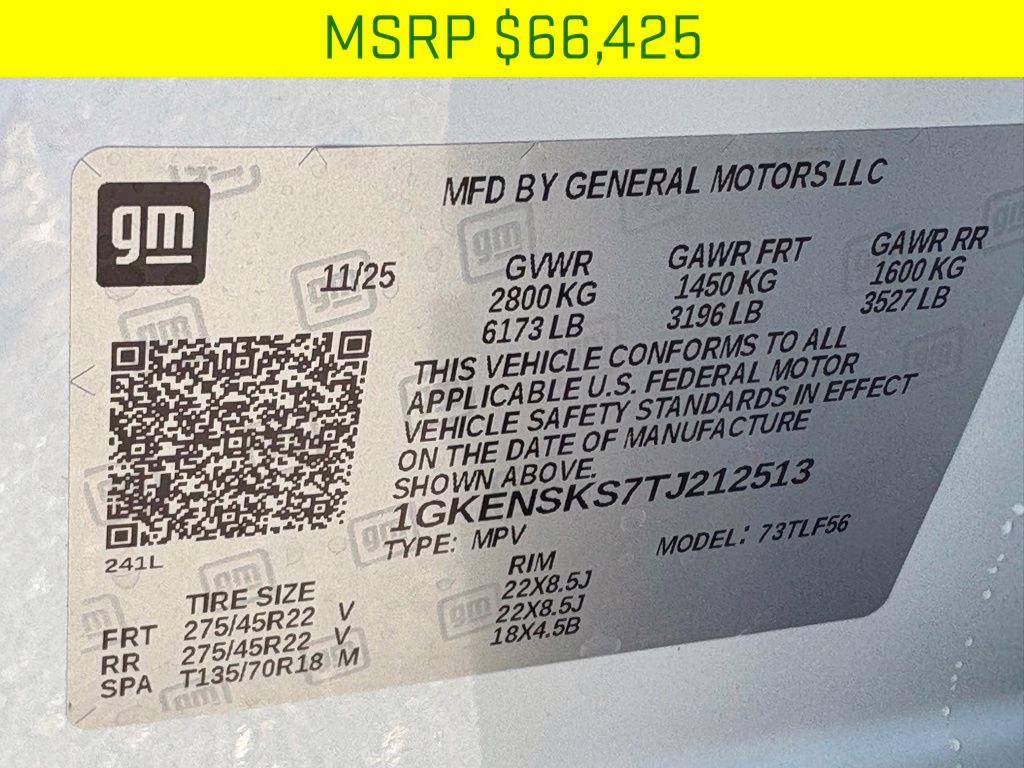 MSRP $66,425
gm
MFD BY GENERAL MOTORS LLC
11/25
GVWR GAWR FRT GAWR RR
2800 KG 1450 KG 1600 KG
6173 LB 3196 LB 3527 LB
THIS VEHICLE CONFORMS TO ALL
APPLICABLE U.S. FEDERAL MOTOR
VEHICLE SAFETY STANDARDS IN EFFECT
ON THE DATE OF MANUFACTURE
SHOWN ABOVE.
1GKENSKS7TJ212513
TYPE: MPV MODEL: 73TLF56
241L
TIRE SIZE RIM
FRT 275/45R22 V 22X8.5J
RR 275/45R22 V 22X8.5J
SPA T135/70R18 M 18X4.5B